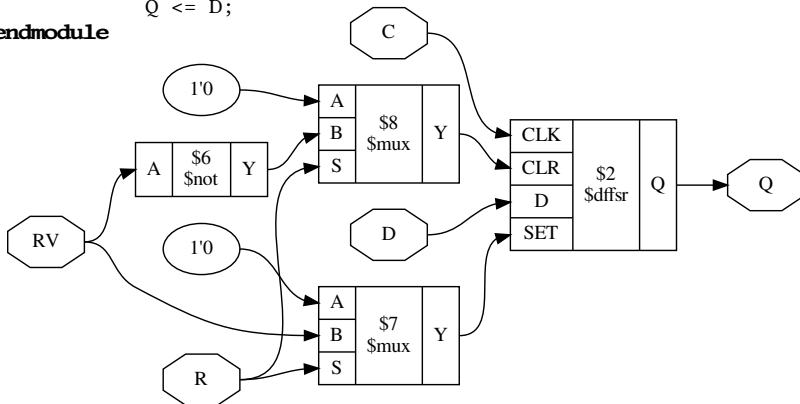 Q <= D;
endmodule
C
1'0
A
B
S
$8
$mux
Y
A
$6
$not
Y
CLK
CLR
D
SET
$2
$dffsr
Q
Q
RV
1'0
D
A
B
S
$7
$mux
Y
R